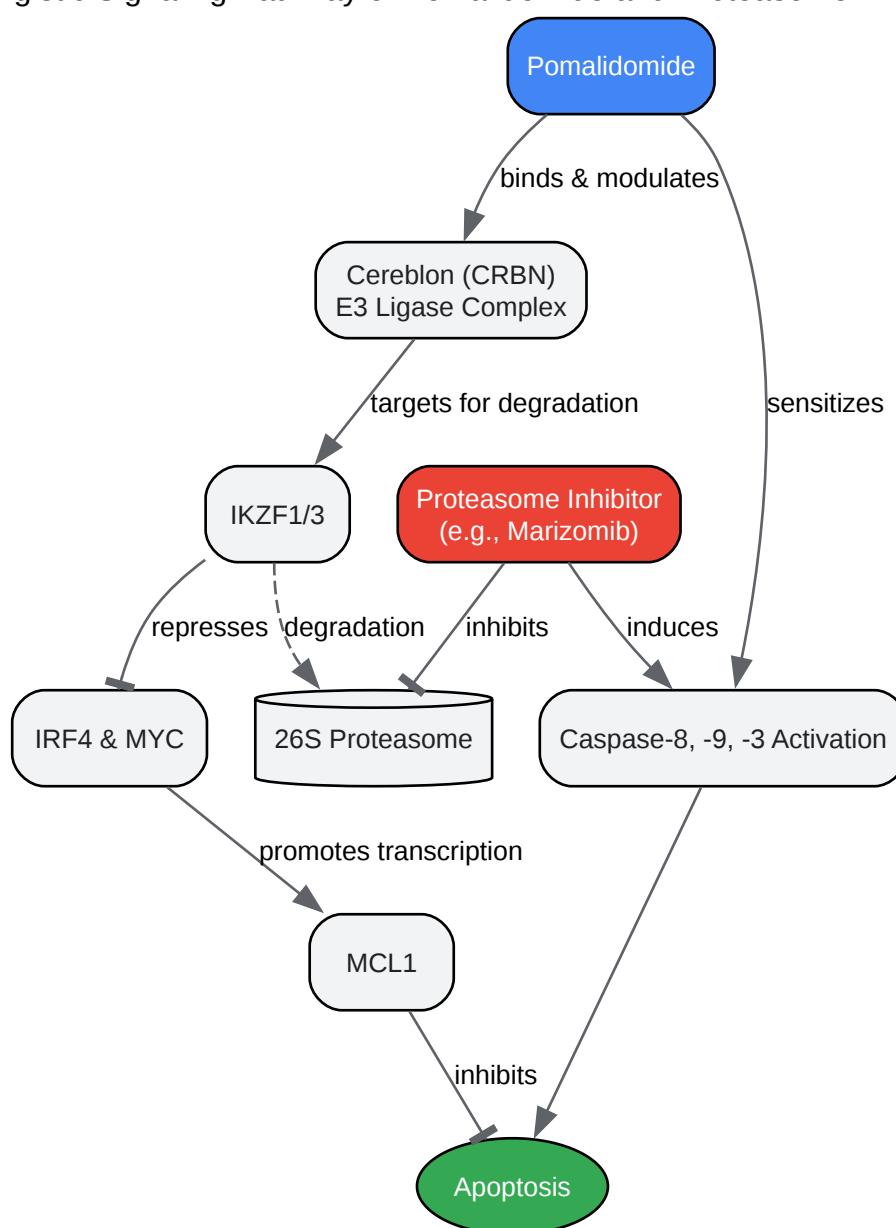 Pomalidomide
binds & modulates
Cereblon (CRBN)
E3 Ligase Complex
targets for degradation
sensitizes
IKZF1/3
Proteasome Inhibitor
(e.g., Marizomib)
represses
degradation
inhibits
induces
IRF4 & MYC
26S Proteasome
Caspase-8, -9, -3 Activation
promotes transcription
MCL1
inhibits
Apoptosis